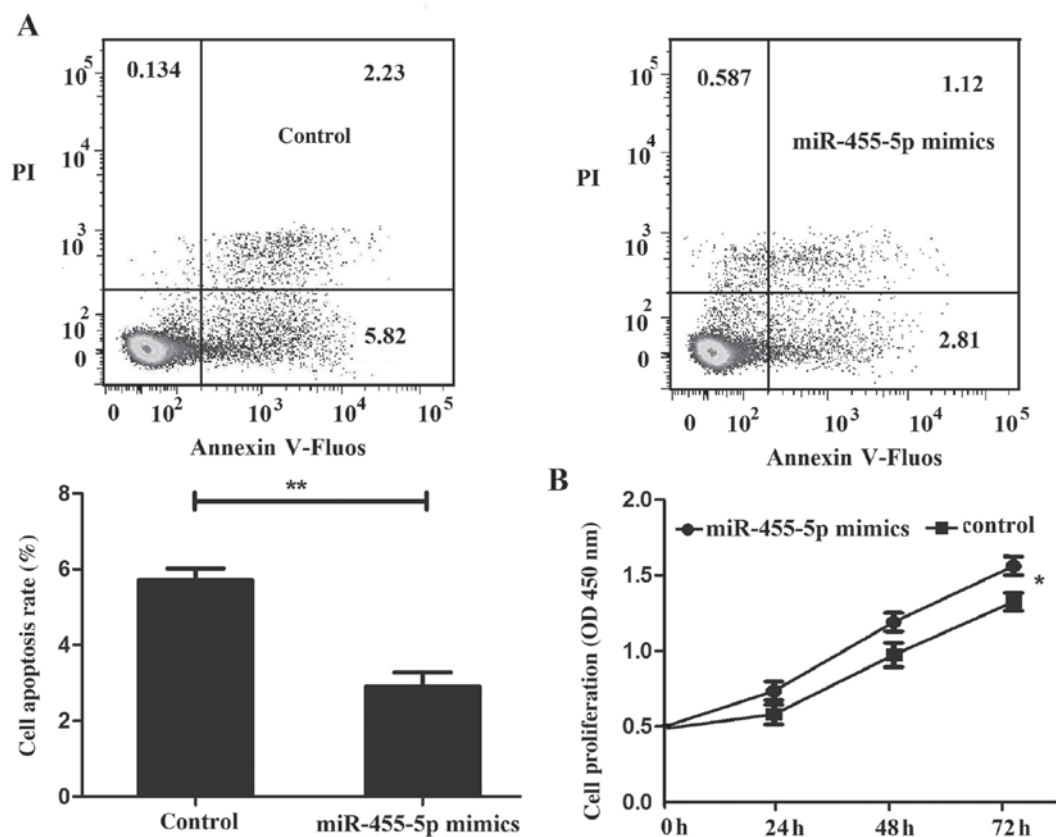 A
0.134
2.23
Control
PI
10^5
10^4
10^3
10^2
0
5.82
0
10^2
10^3
10^4
10^5
Annexin V-Fluos
0.587
1.12
miR-455-5p mimics
PI
10^5
10^4
10^3
10^2
0
2.81
0
10^2
10^3
10^4
10^5
Annexin V-Fluos
Cell apoptosis rate (%)
8
6
4
2
0
**
Control
miR-455-5p mimics
B
Cell proliferation (OD 450 nm)
2.0
1.5
1.0
0.5
0.0
miR-455-5p mimics
control
*
0 h
24 h
48 h
72 h